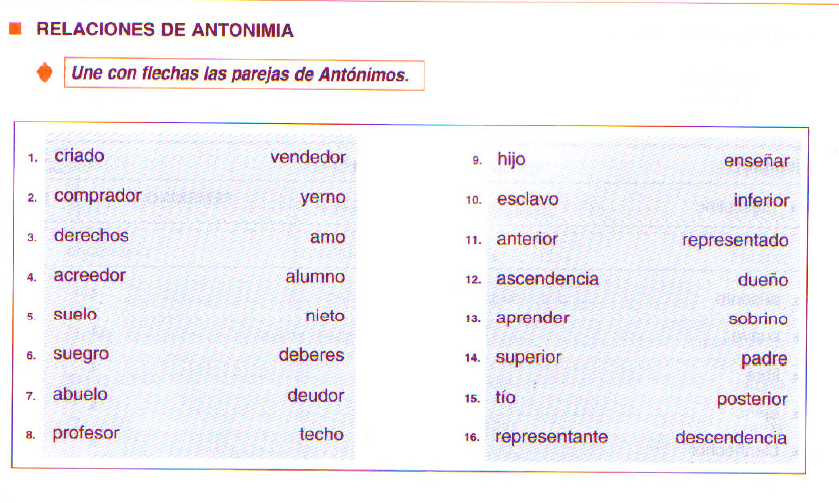 RELACIONES DE ANTONIMIA
Une con flechas las parejas de Antónimos.
1. criado vendedor
2. comprador yerno
3. derechos amo
4. acreedor alumno
5. suelo nieto
6. suegro deberes
7. abuelo deudor
8. profesor techo
9. hijo enseñar
10. esclavo inferior
11. anterior representado
12. ascendencia dueño
13. aprender sobrino
14. superior padre
15. tío posterior
16. representante descendencia